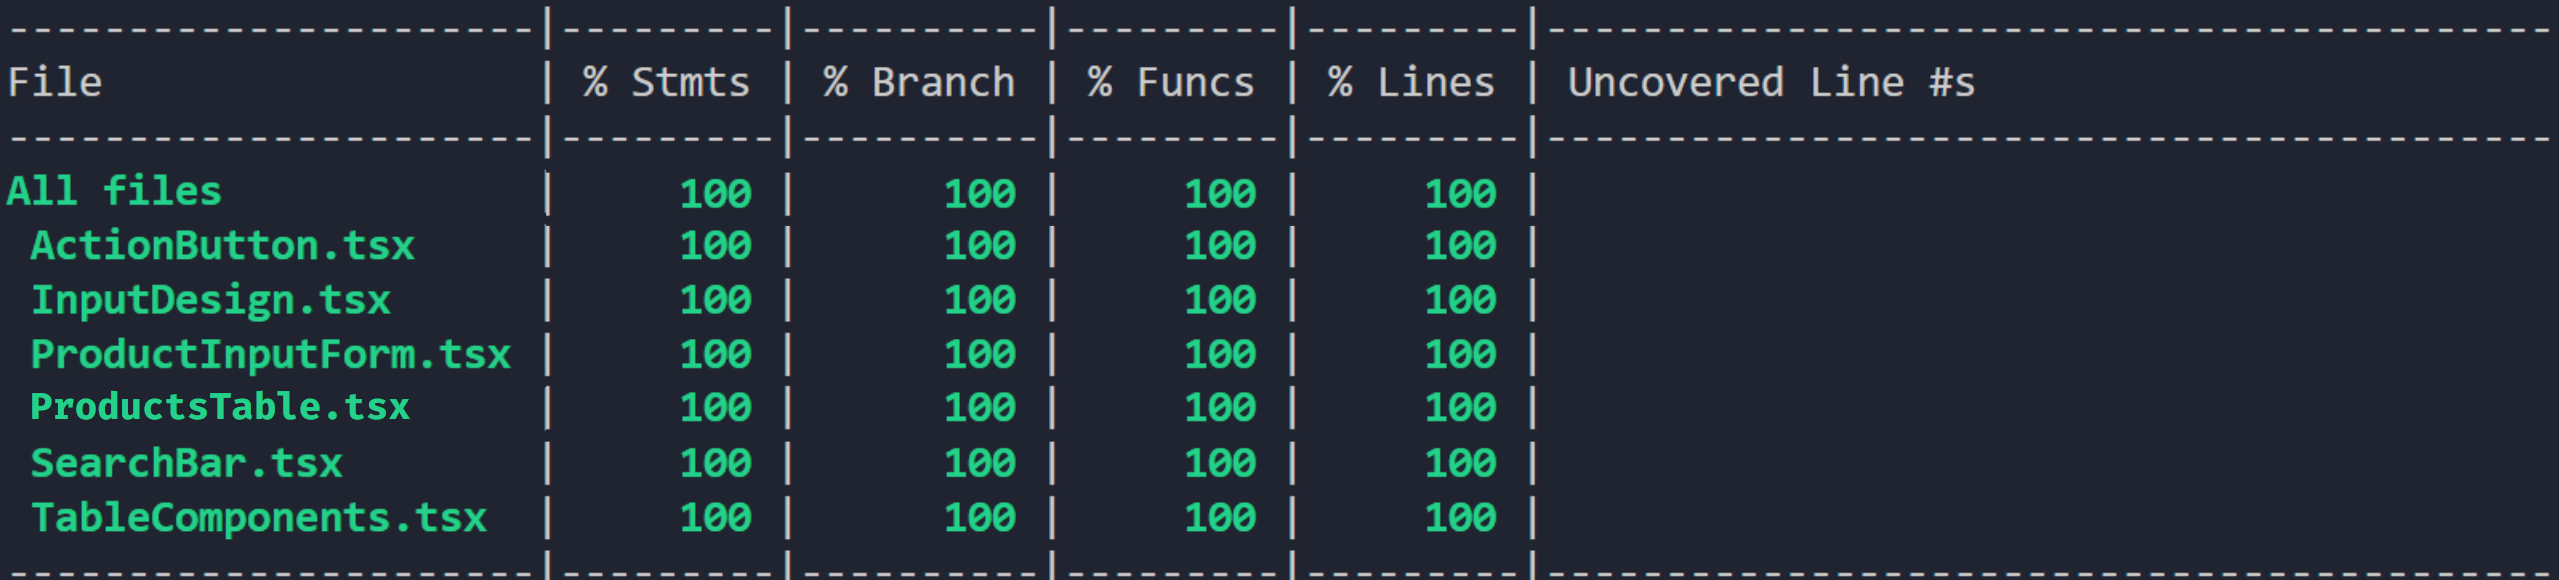 ----------------------|---------|----------|---------|---------|------------------------------------------
File                  | % Stmts | % Branch | % Funcs | % Lines | Uncovered Line #s
----------------------|---------|----------|---------|---------|------------------------------------------
All files             |     100 |      100 |     100 |     100 |
 ActionButton.tsx     |     100 |      100 |     100 |     100 |
 InputDesign.tsx      |     100 |      100 |     100 |     100 |
 ProductInputForm.tsx |     100 |      100 |     100 |     100 |
 ProductsTable.tsx    |     100 |      100 |     100 |     100 |
 SearchBar.tsx        |     100 |      100 |     100 |     100 |
 TableComponents.tsx  |     100 |      100 |     100 |     100 |
----------------------|---------|----------|---------|---------|------------------------------------------